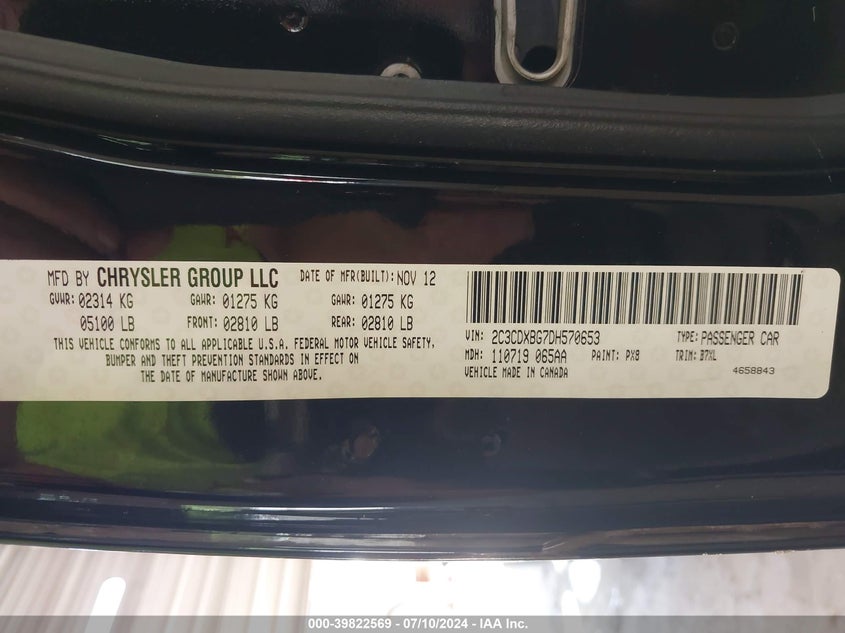 MFD BY CHRYSLER GROUP LLC DATE OF MFR(BUILT): NOV 12
GVWR: 02314 KG GAWR: 01275 KG GAWR: 01275 KG
05100 LB FRONT: 02810 LB REAR: 02810 LB
THIS VEHICLE CONFORMS TO ALL APPLICABLE U.S.A. FEDERAL MOTOR VEHICLE SAFETY,
BUMPER AND THEFT PREVENTION STANDARDS IN EFFECT ON
THE DATE OF MANUFACTURE SHOWN ABOVE.
VIN: 2C3CDXBG7DH570653 TYPE: PASSENGER CAR
MDH: 110719 065AA PAINT: PX8 TRIM: B7XL
VEHICLE MADE IN CANADA 4658843
000-39822569 - 07/10/2024 - IAA Inc.